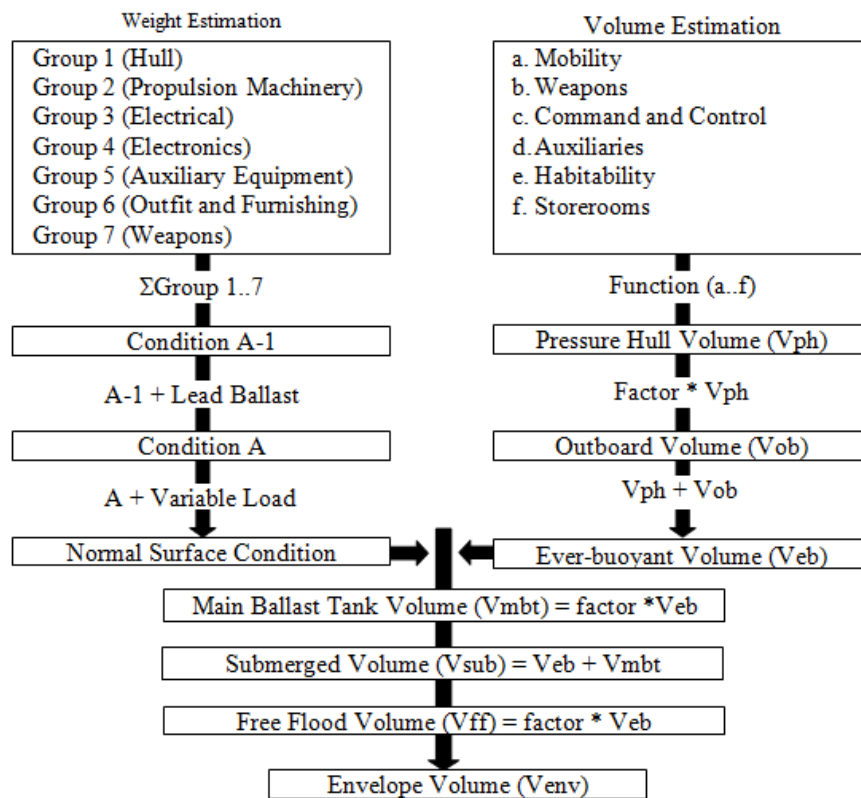 Weight Estimation
Group 1 (Hull)
Group 2 (Propulsion Machinery)
Group 3 (Electrical)
Group 4 (Electronics)
Group 5 (Auxiliary Equipment)
Group 6 (Outfit and Furnishing)
Group 7 (Weapons)
ΣGroup 1..7
Condition A-1
A-1 + Lead Ballast
Condition A
A + Variable Load
Normal Surface Condition
Volume Estimation
a. Mobility
b. Weapons
c. Command and Control
d. Auxiliaries
e. Habitability
f. Storerooms
Function (a..f)
Pressure Hull Volume (Vph)
Factor * Vph
Outboard Volume (Vob)
Vph + Vob
Ever-buoyant Volume (Veb)
Main Ballast Tank Volume (Vmbt) = factor *Veb
Submerged Volume (Vsub) = Veb + Vmbt
Free Flood Volume (Vff) = factor * Veb
Envelope Volume (Venv)